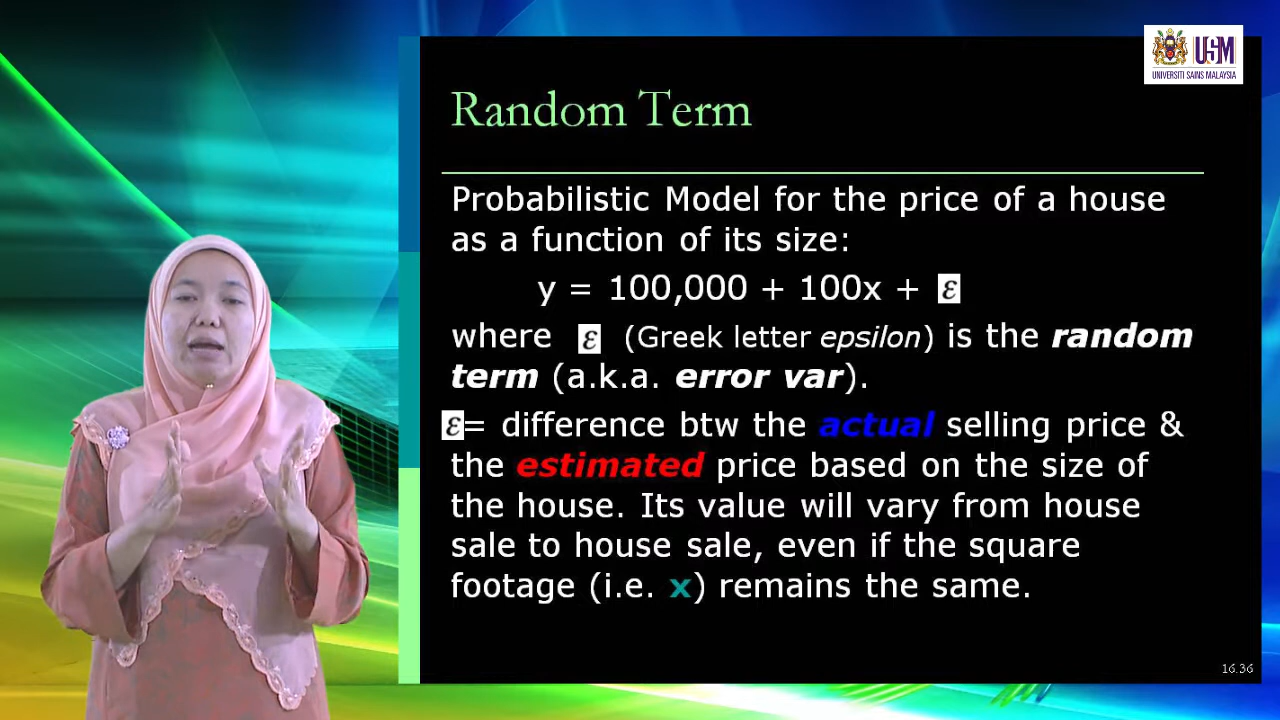 USM
UNIVERSITI SAINS MALAYSIA
Random Term
Probabilistic Model for the price of a house
as a function of its size:
y = 100,000 + 100x + ε
where ε (Greek letter epsilon) is the random
term (a.k.a. error var).
ε= difference btw the actual selling price &
the estimated price based on the size of
the house. Its value will vary from house
sale to house sale, even if the square
footage (i.e. x) remains the same.
16.36